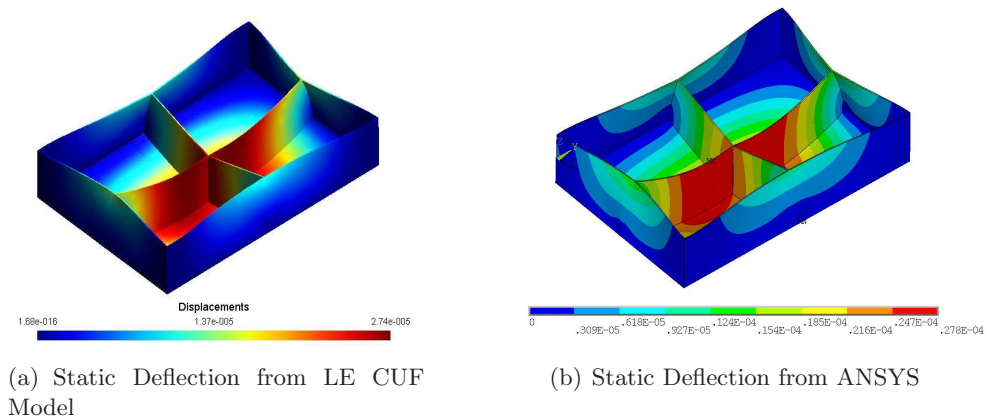 Displacements
1.68e-016 1.37e-005 2.74e-005
0 .309E-05 .618E-05 .927E-05 .124E-04 .154E-04 .185E-04 .216E-04 .247E-04 .278E-04
(a) Static Deflection from LE CUF
Model
(b) Static Deflection from ANSYS